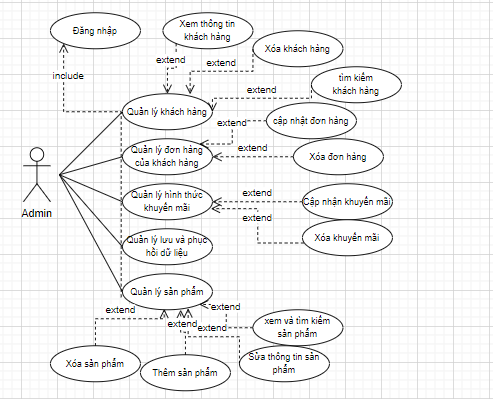 Đăng nhập
Xem thông tin
khách hàng
Xóa khách hàng
extend
extend
include
tìm kiếm
khách hàng
extend
Quản lý khách hàng
extend
cập nhật đơn hàng
Quản lý đơn hàng
của khách hàng
extend
Xóa đơn hàng
Admin
Quản lý hình thức
khuyến mãi
extend
Cập nhận khuyến mãi
extend
Xóa khuyến mãi
Quản lý lưu và phục
hồi dữ liệu
Quản lý sản phẩm
extend
extend
extend
extend
xem và tìm kiếm
sản phẩm
Xóa sản phẩm
Thêm sản phẩm
Sửa thông tin sản
phẩm